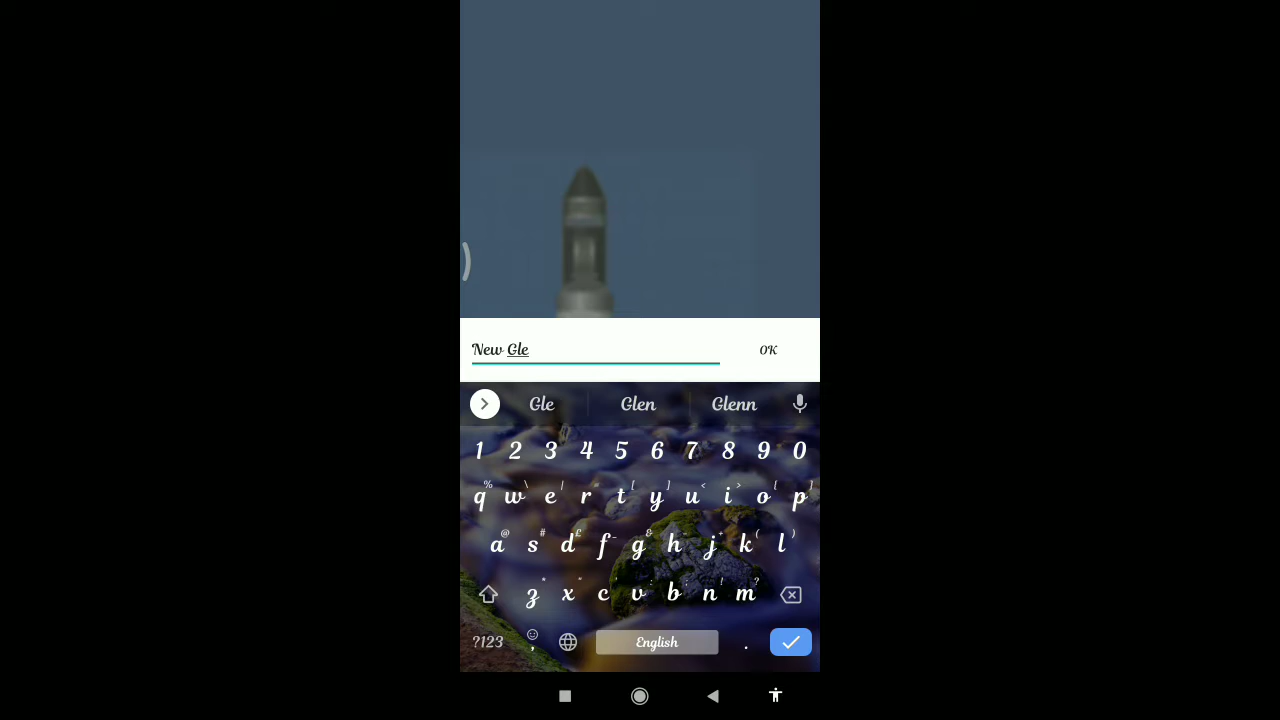 New Gle
OK
Gle Glen Glenn
1 2 3 4 5 6 7 8 9 0
% \ | = [ ] < > { }
q w e r t y u i o p
@ # £ _ & - + ( )
a s d f g h j k l
* " ' : ; ! ?
z x c v b n m
?123 , English .